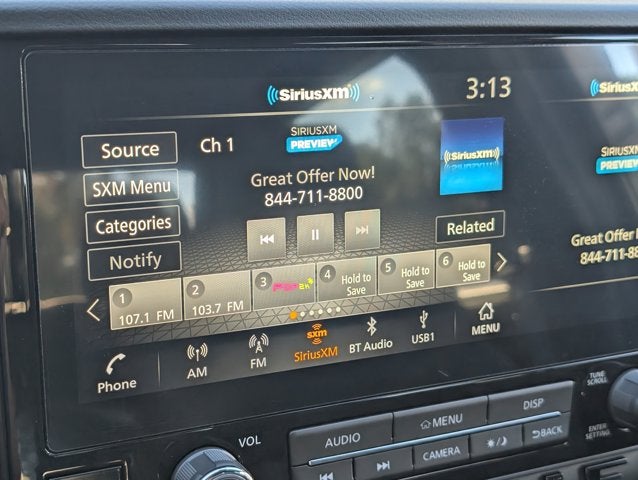 SiriusXM
3:13
SiriusX
Source
Ch 1
SIRIUSXM
PREVIEW
SiriusXM
SIRIUSXM
PREVIEW
SXM Menu
Great Offer Now!
844-711-8800
Categories
Related
Great Offer
844-711-88
Notify
1
107.1 FM
2
103.7 FM
3
4
Hold to
Save
5
Hold to
Save
6
Hold to
Save
Phone
AM
FM
sxm
SiriusXM
BT Audio
USB1
MENU
TUNE
SCROLL
VOL
AUDIO
MENU
DISP
CAMERA
BACK
ENTER
SETTING